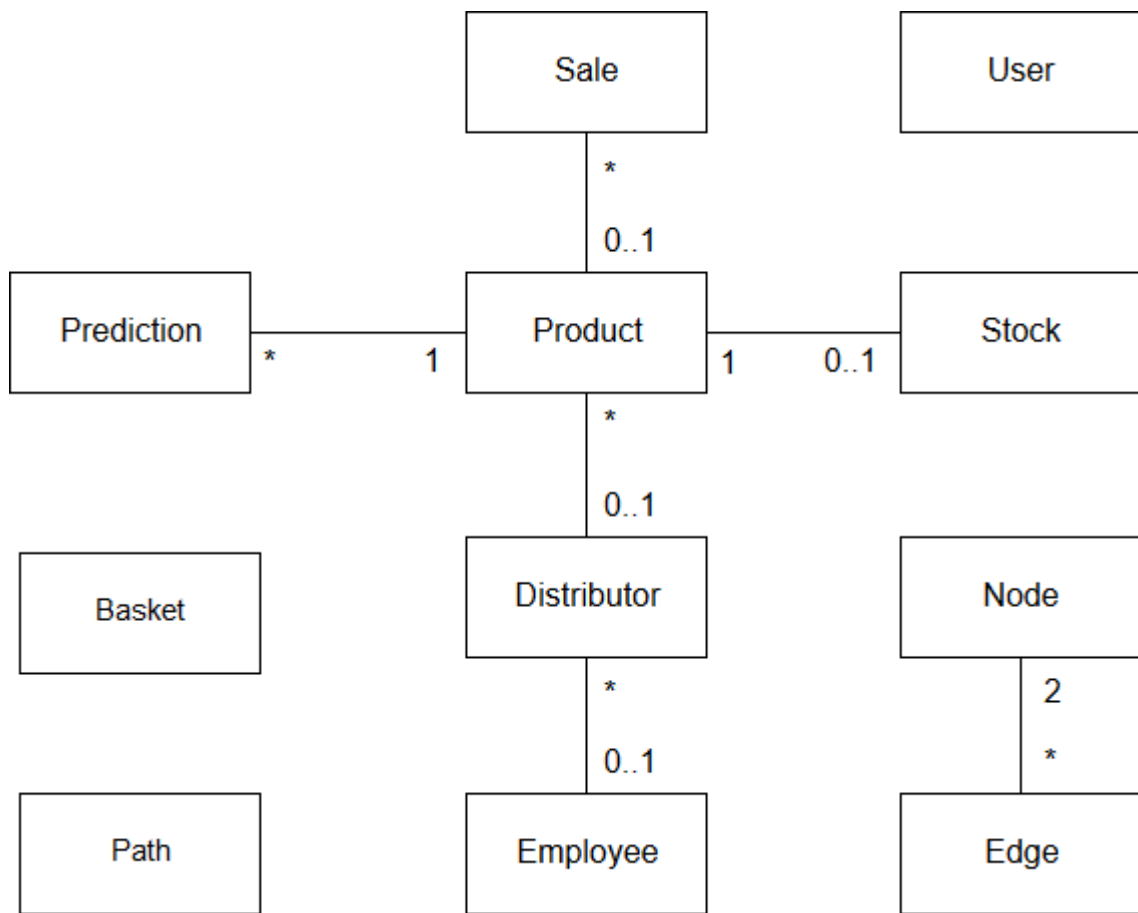 Sale
User
*
0..1
Prediction
Product
Stock
*
1
1
0..1
*
0..1
Basket
Distributor
Node
*
2
0..1
*
Path
Employee
Edge